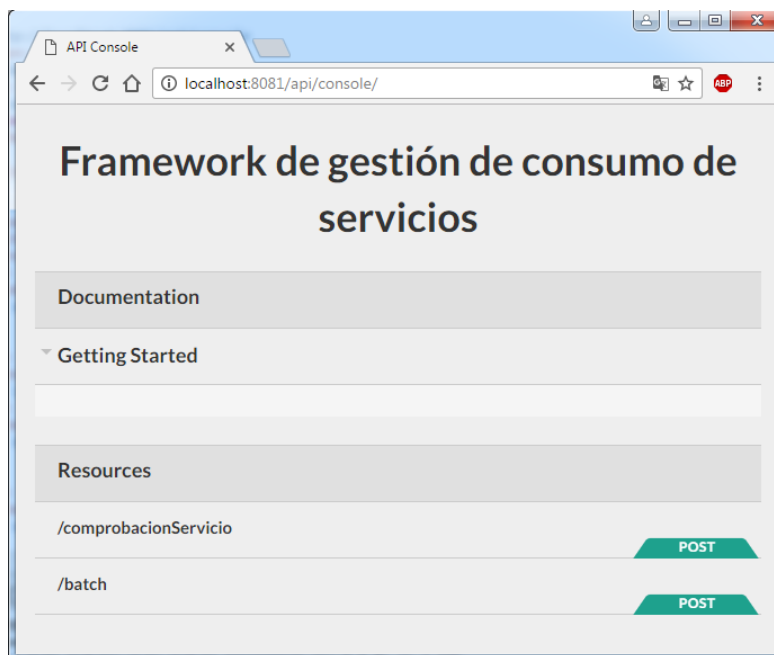 API Console
localhost:8081/api/console/
ABP
Framework de gestión de consumo de
servicios
Documentation
Getting Started
Resources
/comprobacionServicio
POST
/batch
POST